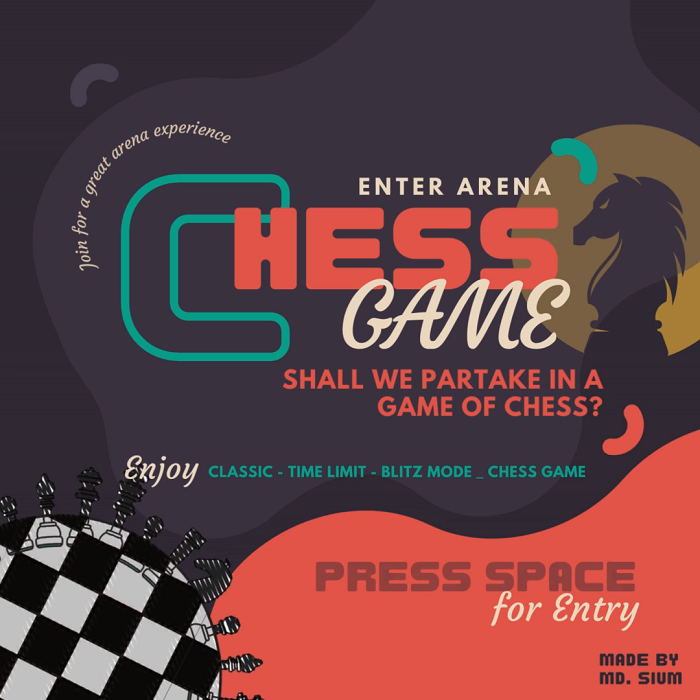 Join for a great arena experience
ENTER ARENA
CHESS
GAME
SHALL WE PARTAKE IN A
GAME OF CHESS?
Enjoy CLASSIC - TIME LIMIT - BLITZ MODE _ CHESS GAME
PRESS SPACE
for Entry
MADE BY
MD. SIUM